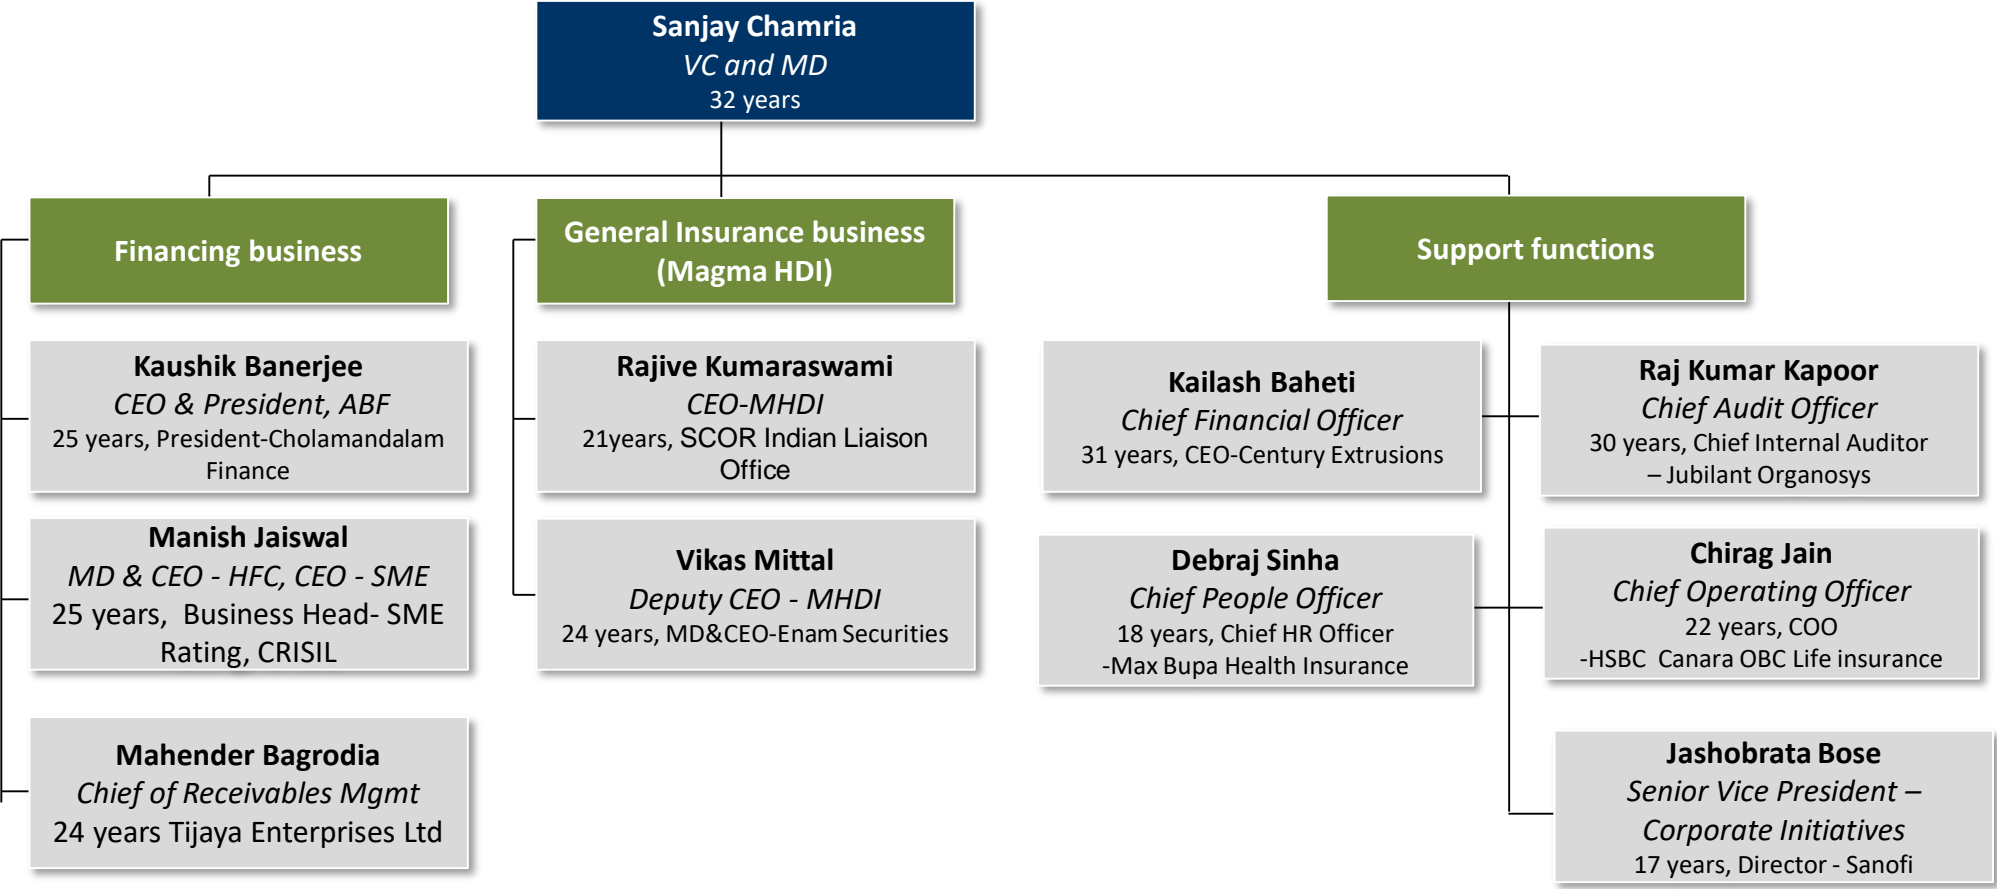 Sanjay Chamria
VC and MD
32 years
Financing business
General Insurance business
(Magma HDI)
Support functions
Kaushik Banerjee
CEO & President, ABF
25 years, President-Cholamandalam
Finance
Manish Jaiswal
MD & CEO - HFC, CEO - SME
25 years,  Business Head- SME
Rating, CRISIL
Mahender Bagrodia
Chief of Receivables Mgmt
24 years Tijaya Enterprises Ltd
Rajive Kumaraswami
CEO-MHDI
21years, SCOR Indian Liaison
Office
Vikas Mittal
Deputy CEO - MHDI
24 years, MD&CEO-Enam Securities
Kailash Baheti
Chief Financial Officer
31 years, CEO-Century Extrusions
Raj Kumar Kapoor
Chief Audit Officer
30 years, Chief Internal Auditor
– Jubilant Organosys
Debraj Sinha
Chief People Officer
18 years, Chief HR Officer
-Max Bupa Health Insurance
Chirag Jain
Chief Operating Officer
22 years, COO
-HSBC  Canara OBC Life insurance
Jashobrata Bose
Senior Vice President –
Corporate Initiatives
17 years, Director - Sanofi